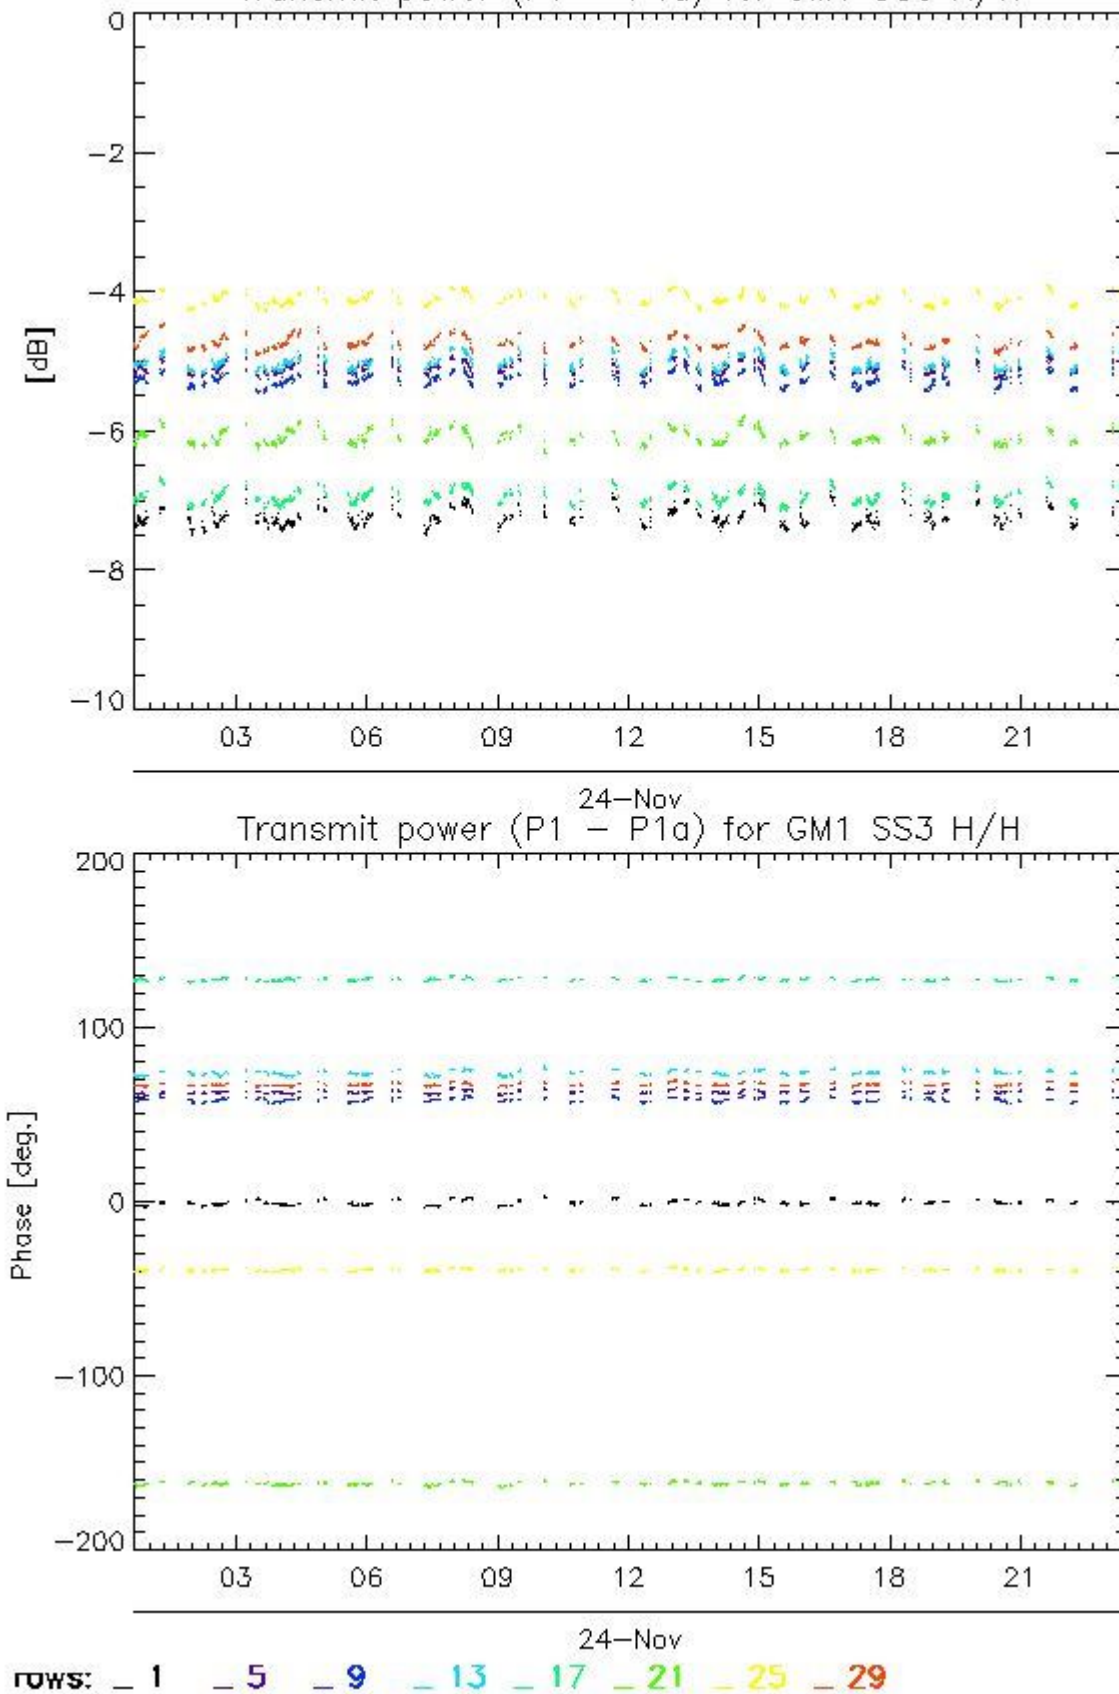 0
−2
−4
[dB]
−6
−8
−10
03 06 09 12 15 18 21
24−Nov
Transmit power (P1 − P1a) for GM1 SS3 H/H
200
100
Phase [deg.]
0
−100
−200
03 06 09 12 15 18 21
24−Nov
rows: _ 1 _ 5 _ 9 _ 13 _ 17 _ 21 _ 25 _ 29